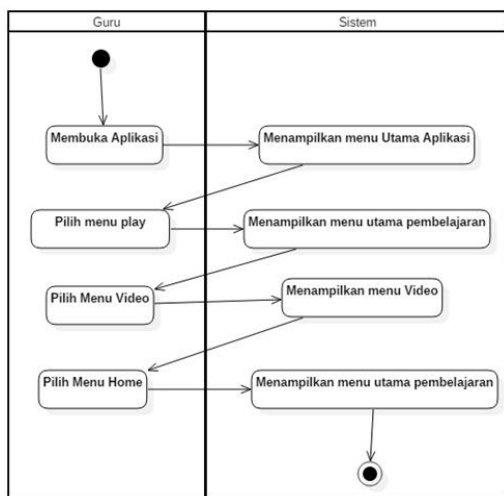 Guru
Sistem
Membuka Aplikasi
Menampilkan menu Utama Aplikasi
Pilih menu play
Menampilkan menu utama pembelajaran
Pilih Menu Video
Menampilkan menu Video
Pilih Menu Home
Menampilkan menu utama pembelajaran